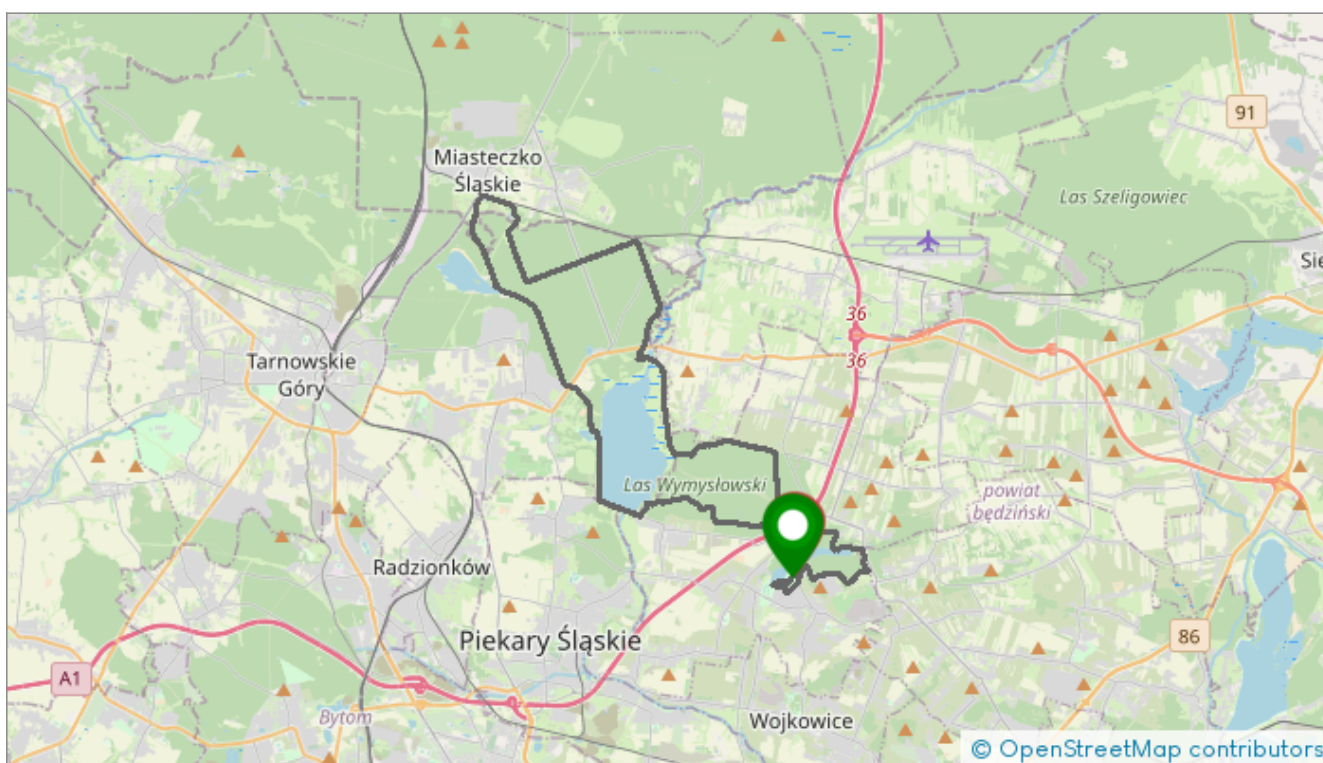 91
Miasteczko
Śląskie
Las Szeligowiec
Sie
36
36
Tarnowskie
Góry
Las Wymysłowski
powiat
będziński
Radzionków
Piekary Śląskie
86
A1
Bytom
Wojkowice
© OpenStreetMap contributors